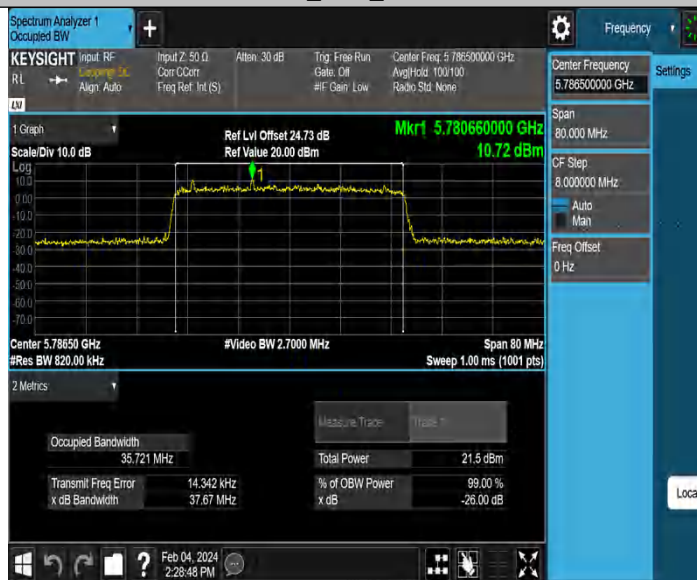 Spectrum Analyzer 1
Occupied BW
+
Frequency
KEYSIGHT
RL
Input: RF
Coupling: DC
Align: Auto
Input Z: 50 Ω
Corr CCorr
Freq Ref: Int (S)
Atten: 30 dB
Trig: Free Run
Gate: Off
#IF Gain: Low
Center Freq: 5.786500000 GHz
Avg|Hold: 100/100
Radio Std: None
LXI
1 Graph
Scale/Div 10.0 dB
Ref Lvl Offset 24.73 dB
Ref Value 20.00 dBm
Mkr1 5.780660000 GHz
10.72 dBm
Log
10.0
0.00
-10.0
-20.0
-30.0
-40.0
-50.0
-60.0
-70.0
1
Center 5.78650 GHz
#Res BW 820.00 kHz
#Video BW 2.7000 MHz
Span 80 MHz
Sweep 1.00 ms (1001 pts)
2 Metrics
Measure Trace
Trace 1
Occupied Bandwidth
35.721 MHz
Total Power
21.5 dBm
Transmit Freq Error
14.342 kHz
% of OBW Power
99.00 %
x dB Bandwidth
37.67 MHz
x dB
-26.00 dB
Center Frequency
5.786500000 GHz
Settings
Span
80.000 MHz
CF Step
8.000000 MHz
Auto
Man
Freq Offset
0 Hz
Loca
?
Feb 04, 2024
2:28:48 PM